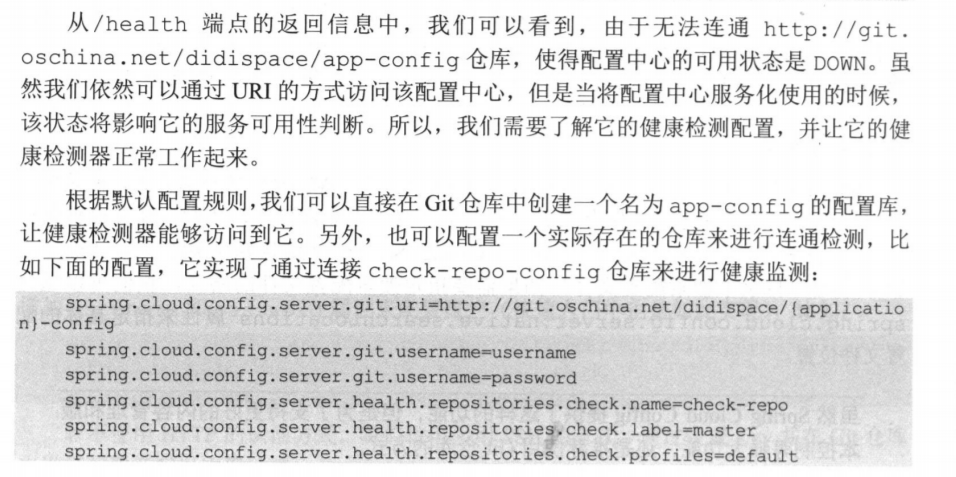 从/health 端点的返回信息中，我们可以看到，由于无法连通 http://git.
oschina.net/didispace/app-config 仓库，使得配置中心的可用状态是 DOWN。虽
然我们依然可以通过 URI 的方式访问该配置中心，但是当将配置中心服务化使用的时候，
该状态将影响它的服务可用性判断。所以，我们需要了解它的健康检测配置，并让它的健
康检测器正常工作起来。
根据默认配置规则，我们可以直接在 Git 仓库中创建一个名为 app-config 的配置库，
让健康检测器能够访问到它。另外，也可以配置一个实际存在的仓库来进行连通检测，比
如下面的配置，它实现了通过连接 check-repo-config 仓库来进行健康监测：
spring.cloud.config.server.git.uri=http://git.oschina.net/didispace/{applicatio
n}-config
spring.cloud.config.server.git.username=username
spring.cloud.config.server.git.username=password
spring.cloud.config.server.health.repositories.check.name=check-repo
spring.cloud.config.server.health.repositories.check.label=master
spring.cloud.config.server.health.repositories.check.profiles=default